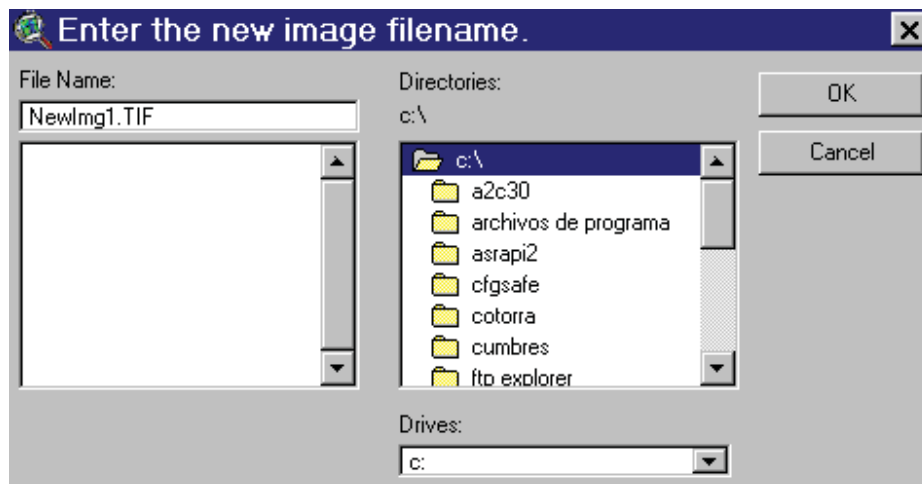 Enter the new image filename.
File Name:
NewImg1.TIF
Directories:
c:\
c:\
a2c30
archivos de programa
asrapi2
cfgsafe
cotorra
cumbres
ftp explorer
Drives:
c:
OK
Cancel